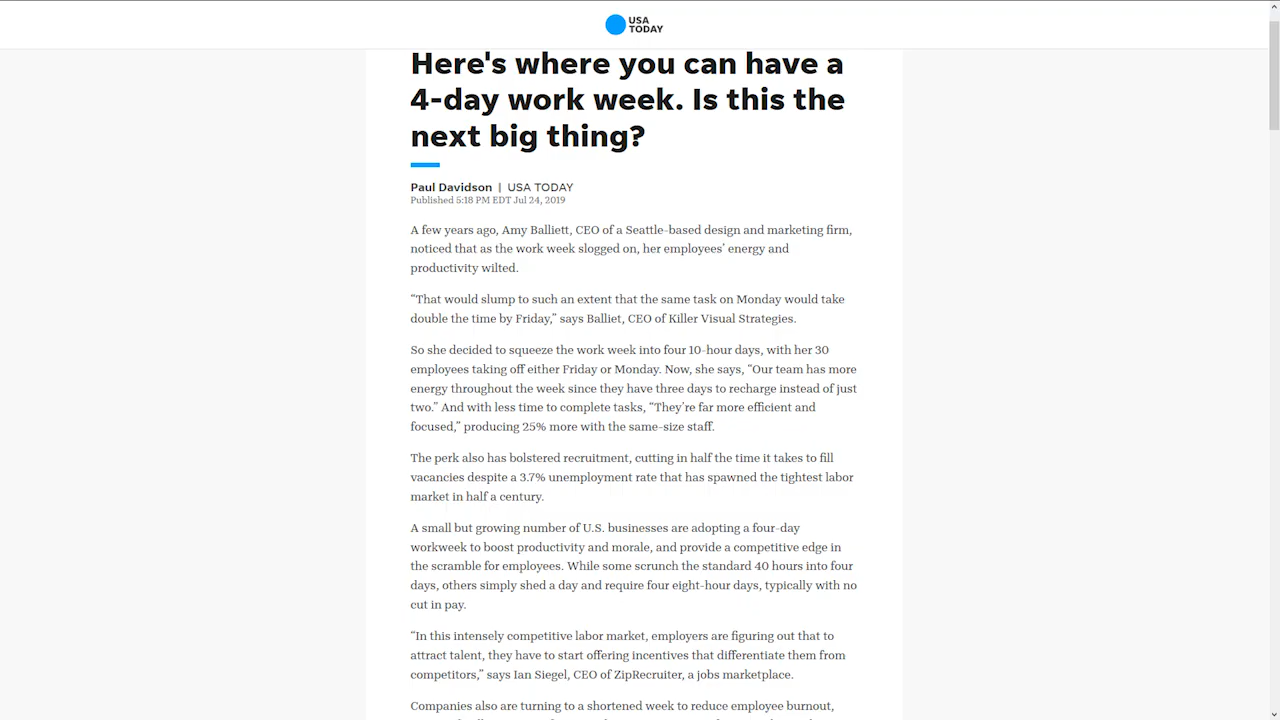 USA
TODAY
Here's where you can have a
4-day work week. Is this the
next big thing?
Paul Davidson | USA TODAY
Published 5:18 PM EDT Jul 24, 2019
A few years ago, Amy Balliett, CEO of a Seattle-based design and marketing firm,
noticed that as the work week slogged on, her employees’ energy and
productivity wilted.
“That would slump to such an extent that the same task on Monday would take
double the time by Friday,” says Balliet, CEO of Killer Visual Strategies.
So she decided to squeeze the work week into four 10-hour days, with her 30
employees taking off either Friday or Monday. Now, she says, “Our team has more
energy throughout the week since they have three days to recharge instead of just
two.” And with less time to complete tasks, “They’re far more efficient and
focused,” producing 25% more with the same-size staff.
The perk also has bolstered recruitment, cutting in half the time it takes to fill
vacancies despite a 3.7% unemployment rate that has spawned the tightest labor
market in half a century.
A small but growing number of U.S. businesses are adopting a four-day
workweek to boost productivity and morale, and provide a competitive edge in
the scramble for employees. While some scrunch the standard 40 hours into four
days, others simply shed a day and require four eight-hour days, typically with no
cut in pay.
“In this intensely competitive labor market, employers are figuring out that to
attract talent, they have to start offering incentives that differentiate them from
competitors,” says Ian Siegel, CEO of ZipRecruiter, a jobs marketplace.
Companies also are turning to a shortened week to reduce employee burnout,